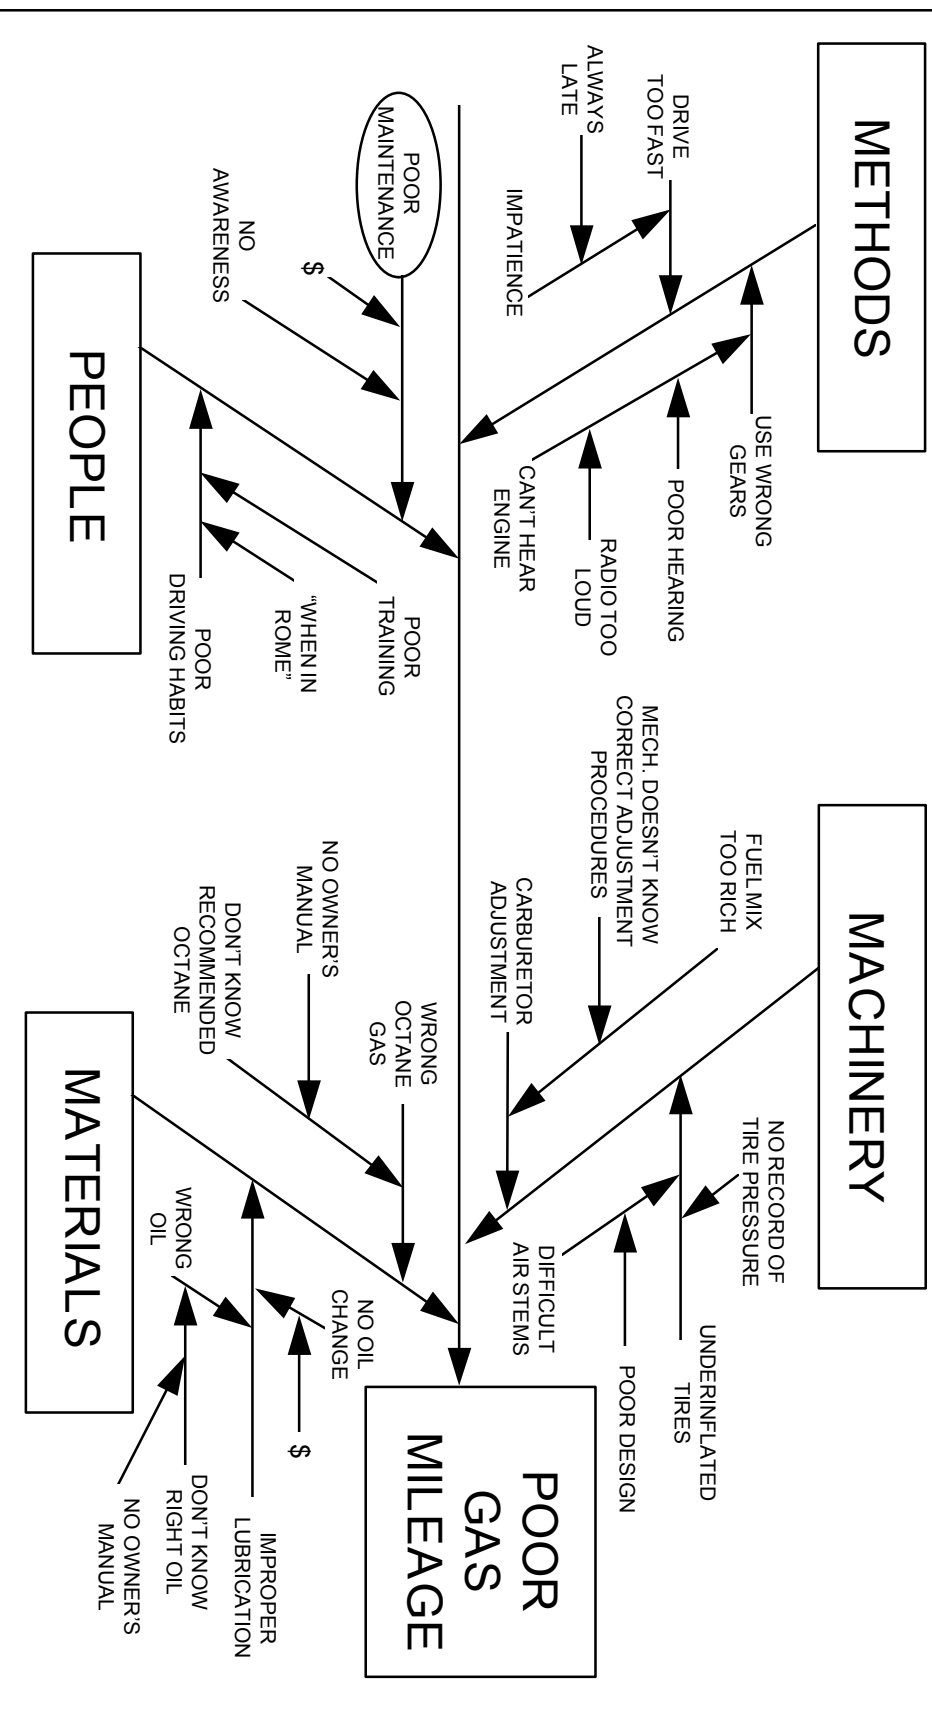 METHODS
MACHINERY
USE WRONG
GEARS
DRIVE
TOO FAST
POOR HEARING
ALWAYS
LATE
RADIO TOO
LOUD
IMPATIENCE
CAN'T HEAR
ENGINE
FUEL MIX
TOO RICH
MECH. DOESN'T KNOW
CORRECT ADJUSTMENT
PROCEDURES
CARBURETOR
ADJUSTMENT
NO RECORD OF
TIRE PRESSURE
UNDERINFLATED
TIRES
POOR DESIGN
DIFFICULT
AIR STEMS
POOR
GAS
MILEAGE
POOR
MAINTENANCE
$
NO
AWARENESS
POOR
TRAINING
"WHEN IN
ROME"
POOR
DRIVING HABITS
WRONG
OCTANE
GAS
NO OWNER'S
MANUAL
DON'T KNOW
RECOMMENDED
OCTANE
NO OIL
CHANGE
$
IMPROPER
LUBRICATION
WRONG
OIL
DON'T KNOW
RIGHT OIL
NO OWNER'S
MANUAL
PEOPLE
MATERIALS